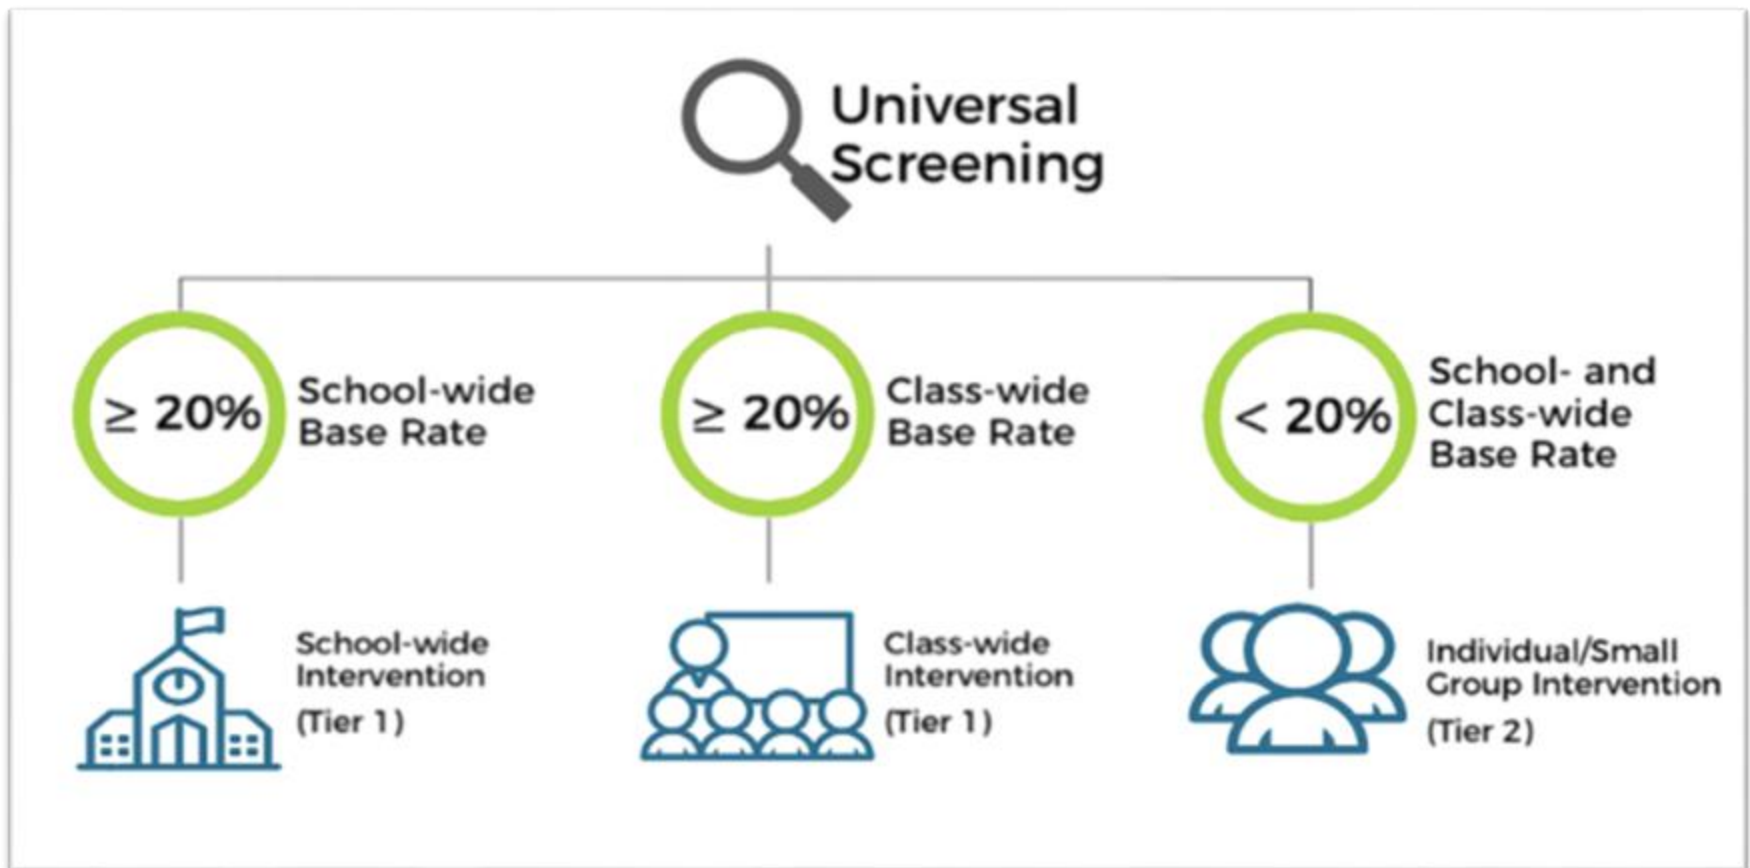 Universal
Screening
≥ 20%
School-wide
Base Rate
≥ 20%
Class-wide
Base Rate
< 20%
School- and
Class-wide
Base Rate
School-wide
Intervention
(Tier 1)
Class-wide
Intervention
(Tier 1)
Individual/Small
Group Intervention
(Tier 2)